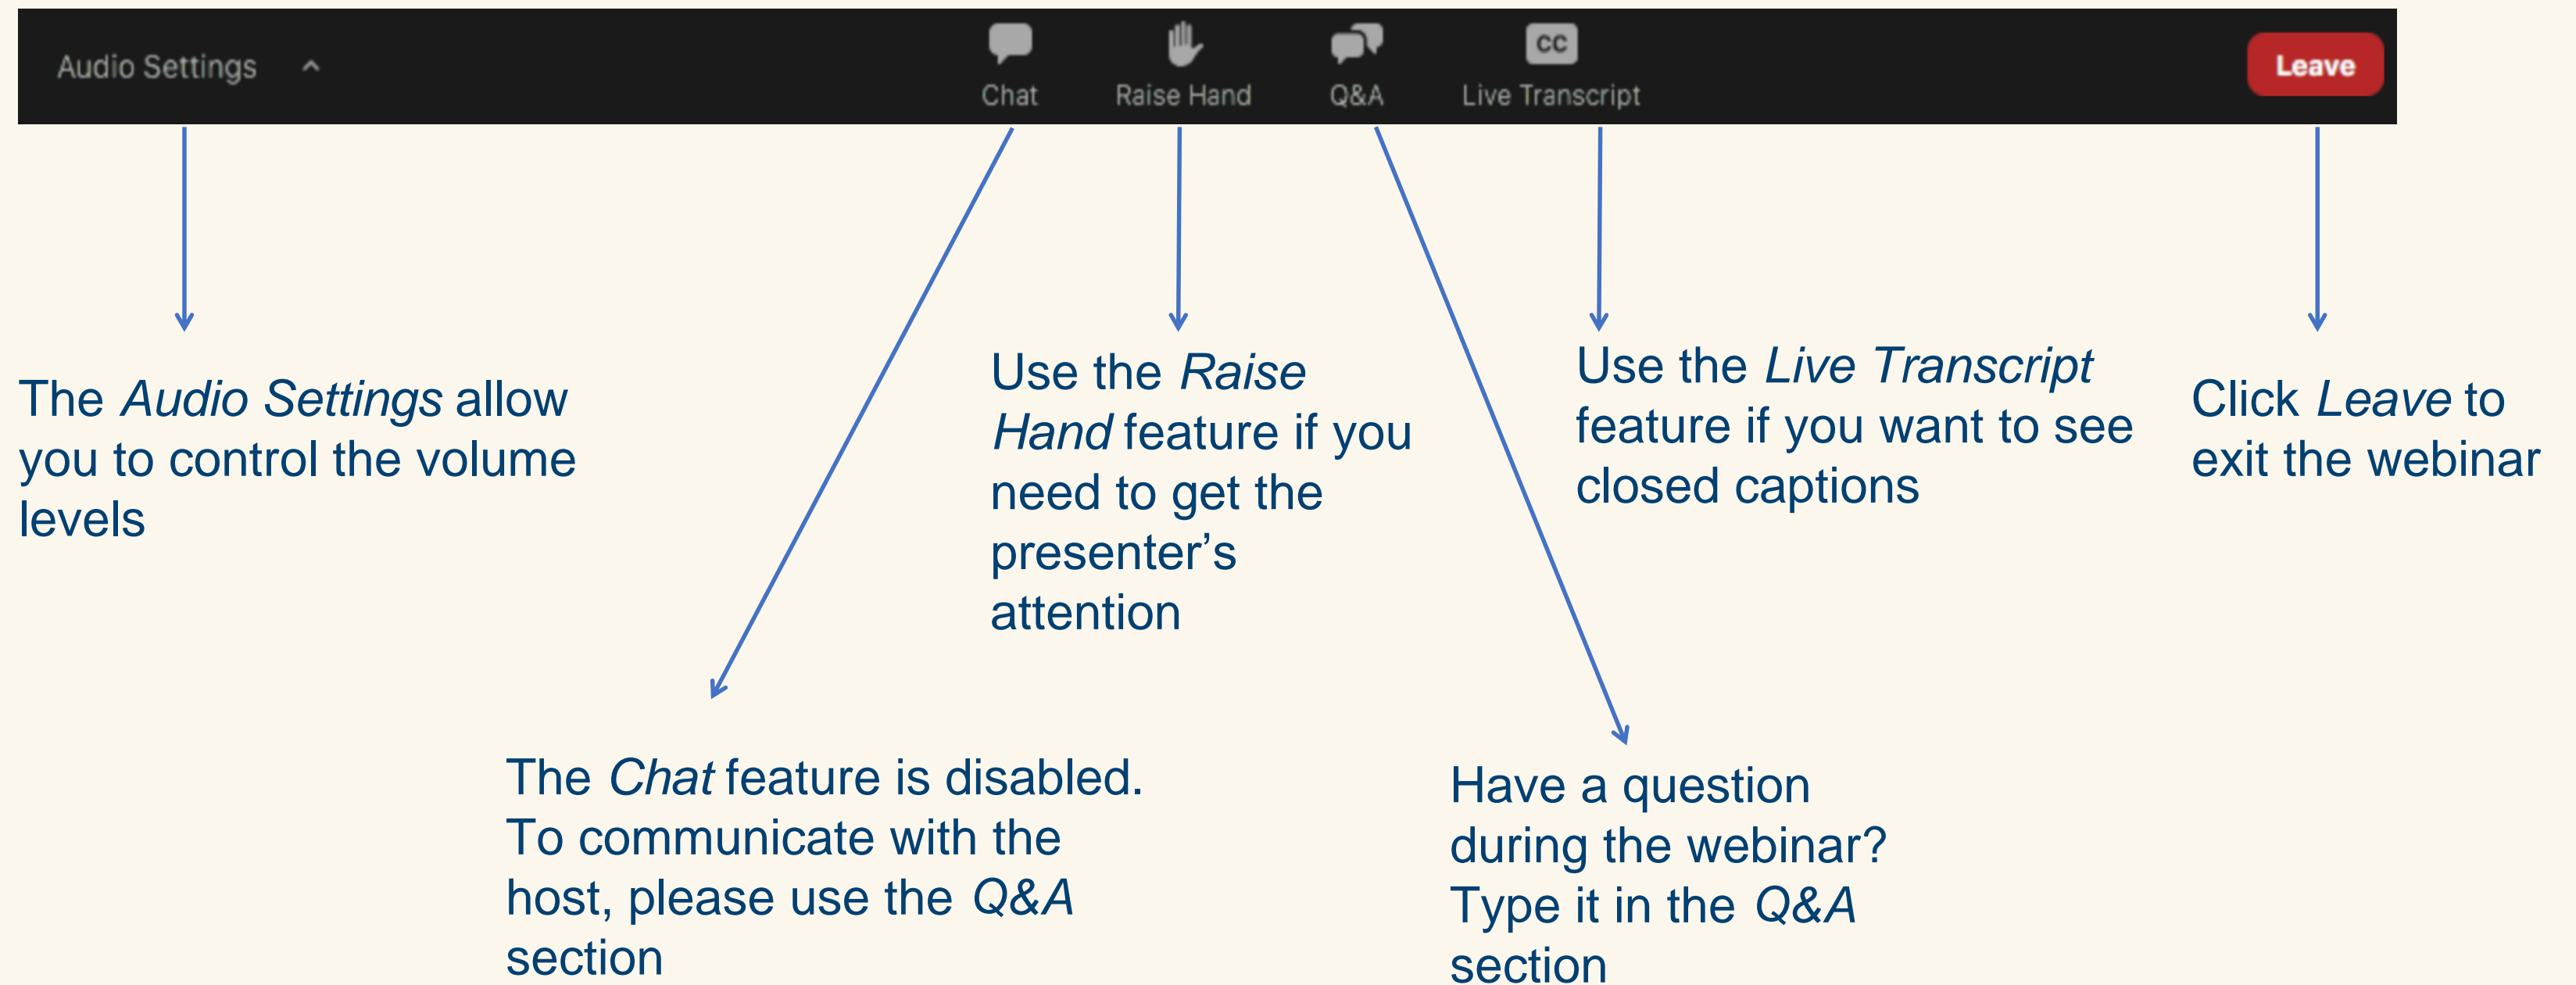 Audio Settings
CC
Chat
Raise Hand
Q&A
Live Transcript
Leave
The Audio Settings allow
you to control the volume
levels
Use the Raise
Hand feature if you
need to get the
presenter’s
attention
Use the Live Transcript
feature if you want to see
closed captions
Click Leave to
exit the webinar
The Chat feature is disabled.
To communicate with the
host, please use the Q&A
section
Have a question
during the webinar?
Type it in the Q&A
section